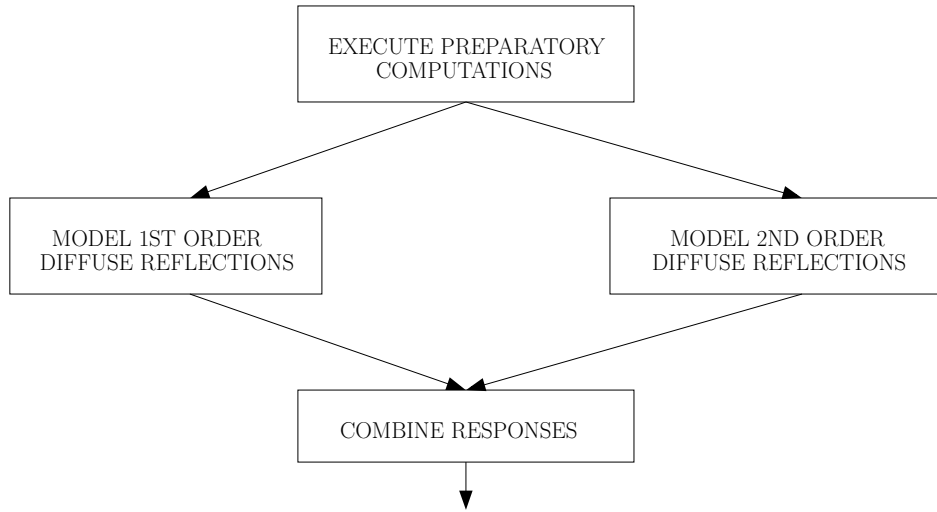 EXECUTE PREPARATORY
COMPUTATIONS
MODEL 1ST ORDER
DIFFUSE REFLECTIONS
MODEL 2ND ORDER
DIFFUSE REFLECTIONS
COMBINE RESPONSES